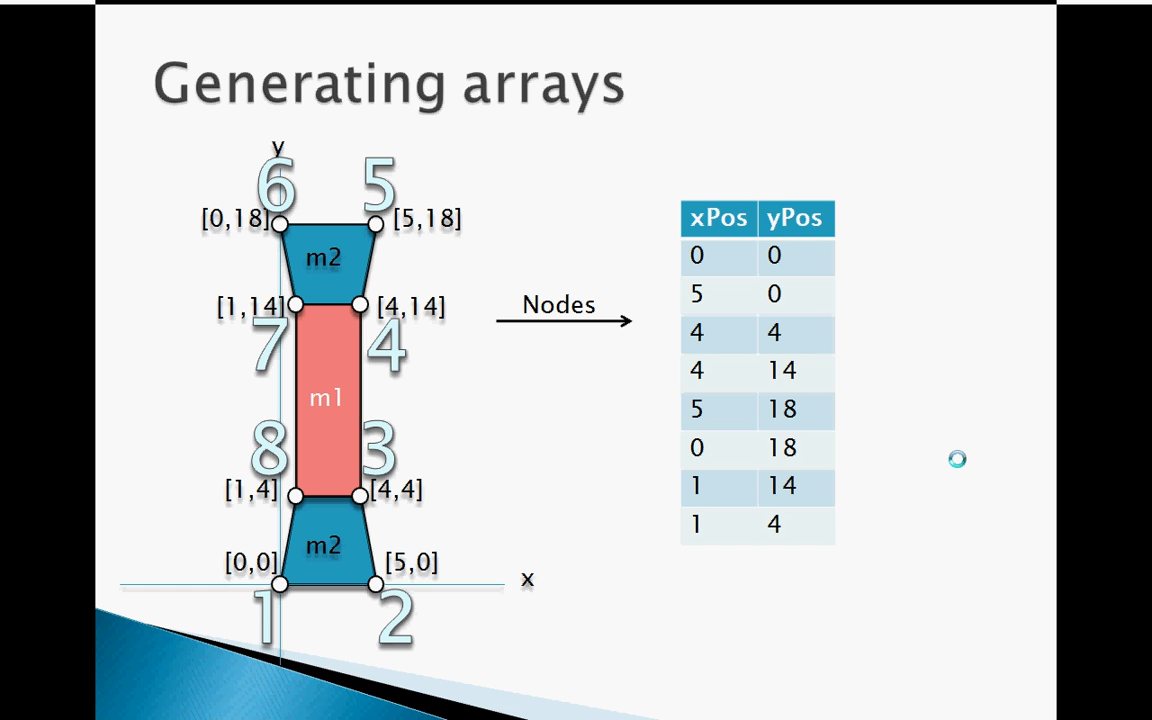 Generating arrays
y
6 5
[0,18] [5,18]
m2
[1,14] [4,14]
7 4
m1
8 3
[1,4] [4,4]
m2
[0,0] [5,0]
x
1 2
Nodes
xPos yPos
0 0
5 0
4 4
4 14
5 18
0 18
1 14
1 4